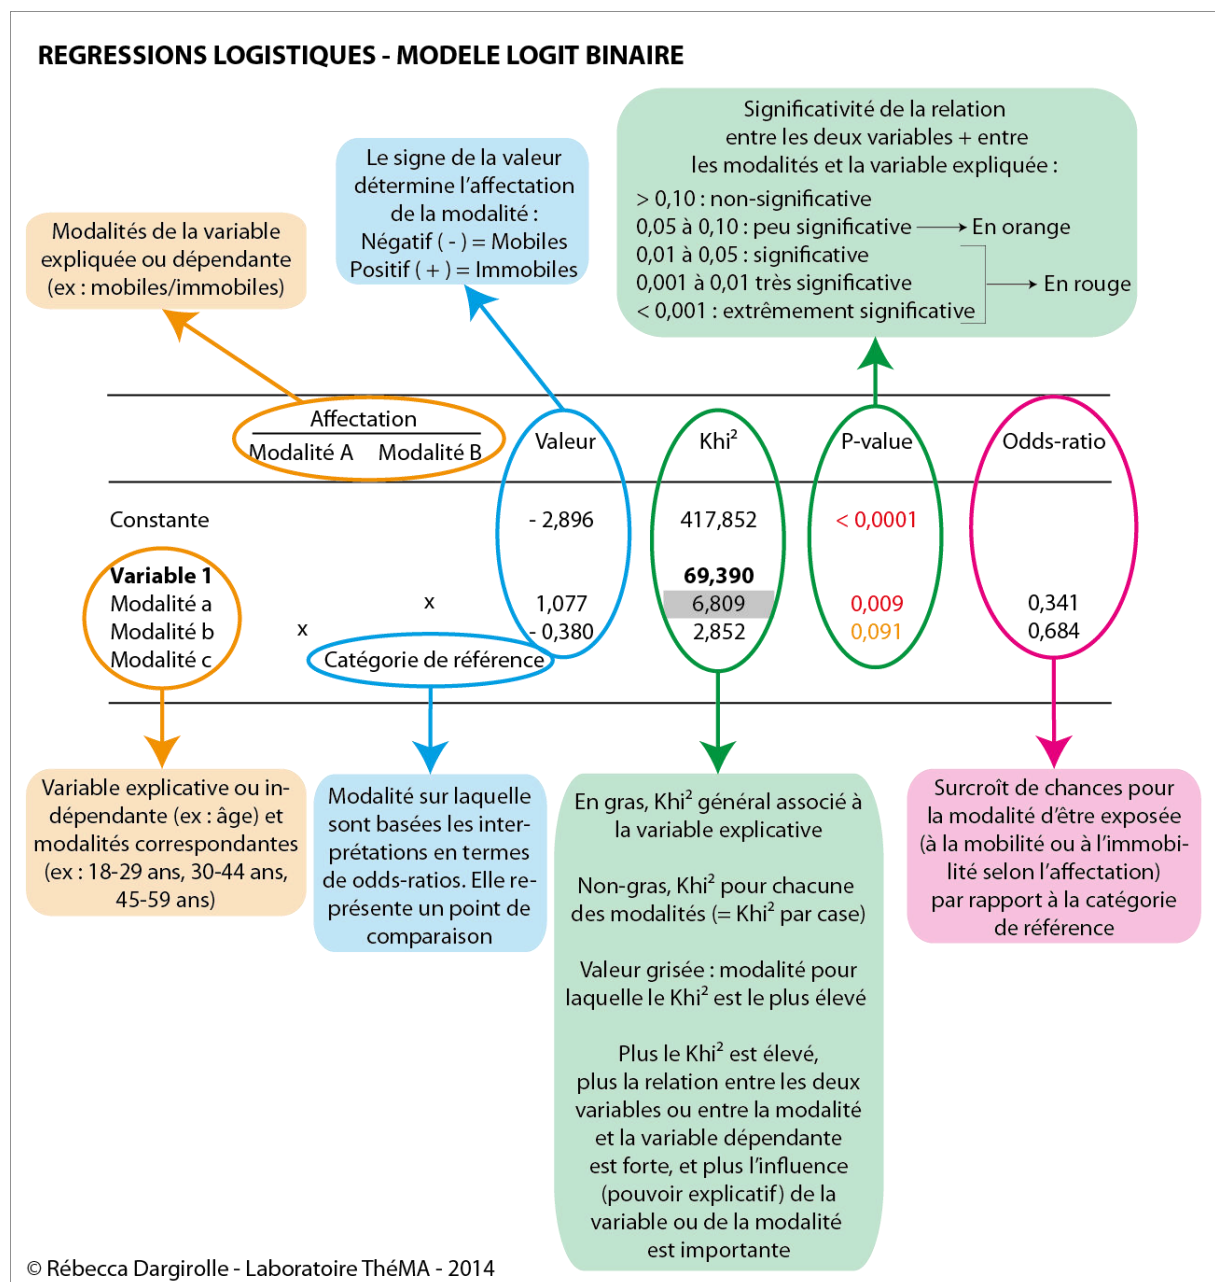 REGRESSIONS LOGISTIQUES - MODELE LOGIT BINAIRE
Significativité de la relation
entre les deux variables + entre
les modalités et la variable expliquée :
> 0,10 : non-significative
0,05 à 0,10 : peu significative
En orange
0,01 à 0,05 : significative
0,001 à 0,01 très significative
En rouge
< 0,001 : extrêmement significative
Le signe de la valeur
détermine l'affectation
de la modalité :
Négatif ( - ) = Mobiles
Positif ( + ) = Immobiles
Modalités de la variable
expliquée ou dépendante
(ex : mobiles/immobiles)
Affectation
Modalité A Modalité B Valeur Khi² P-value Odds-ratio
Constante - 2,896 417,852 < 0,0001
Variable 1 69,390
Modalité a x 1,077 6,809 0,009 0,341
Modalité b x - 0,380 2,852 0,091 0,684
Modalité c Catégorie de référence
Variable explicative ou in-
dépendante (ex : âge) et
modalités correspondantes
(ex : 18-29 ans, 30-44 ans,
45-59 ans)
Modalité sur laquelle
sont basées les inter-
prétations en termes
de odds-ratios. Elle re-
présente un point de
comparaison
En gras, Khi² général associé à
la variable explicative
Non-gras, Khi² pour chacune
des modalités (= Khi² par case)
Valeur grisée : modalité pour
laquelle le Khi² est le plus élevé
Plus le Khi² est élevé,
plus la relation entre les deux
variables ou entre la modalité
et la variable dépendante
est forte, et plus l'influence
(pouvoir explicatif) de la
variable ou de la modalité
est importante
Surcroît de chances pour
la modalité d'être exposée
(à la mobilité ou à l'immobi-
lité selon l'affectation)
par rapport à la catégorie
de référence
© Rébecca Dargirolle - Laboratoire ThéMA - 2014